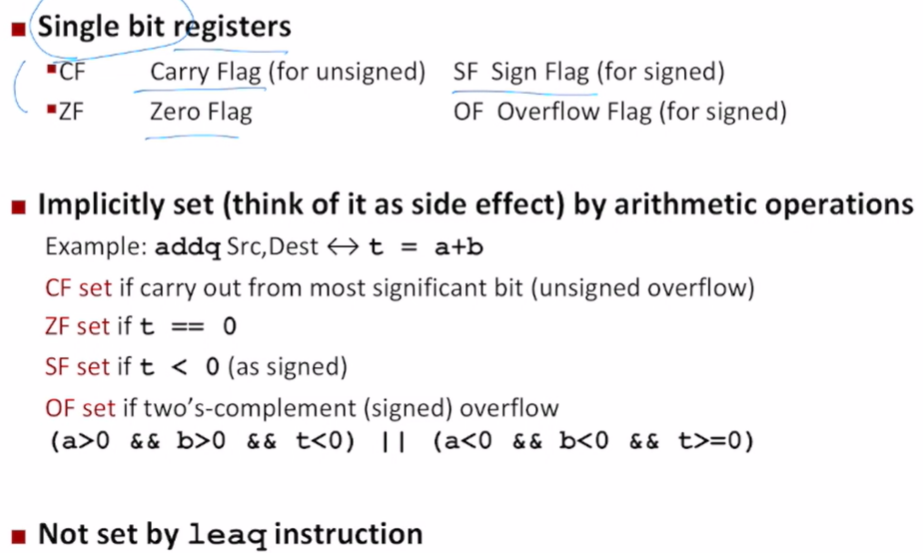 Single bit registers
CF Carry Flag (for unsigned) SF Sign Flag (for signed)
ZF Zero Flag OF Overflow Flag (for signed)
Implicitly set (think of it as side effect) by arithmetic operations
Example: addq Src,Dest ↔ t = a+b
CF set if carry out from most significant bit (unsigned overflow)
ZF set if t == 0
SF set if t < 0 (as signed)
OF set if two’s-complement (signed) overflow
(a>0 && b>0 && t<0) || (a<0 && b<0 && t>=0)
Not set by leaq instruction